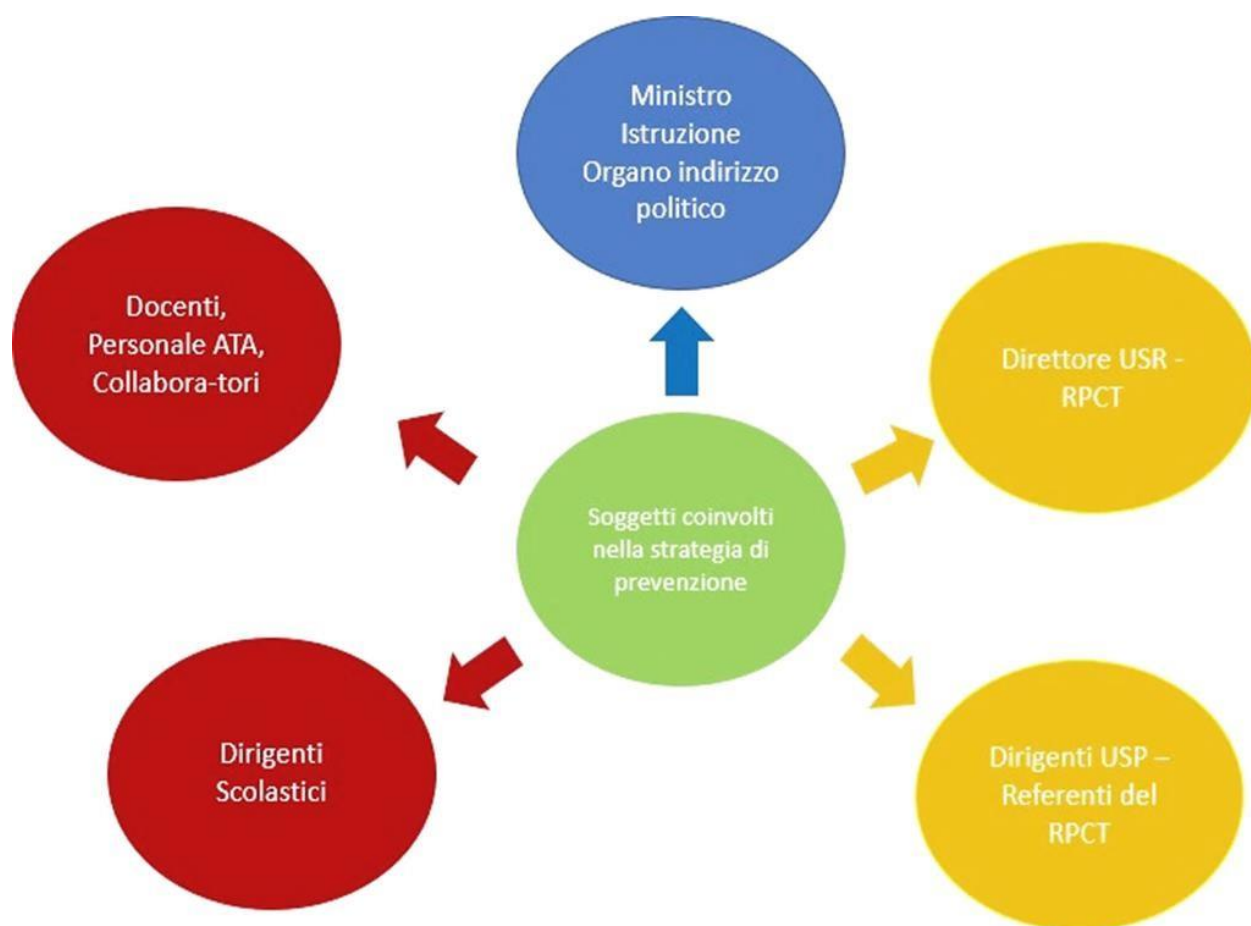 Ministro
Istruzione
Organo indirizzo
politico
Docenti,
Personale ATA,
Collabora-tori
Direttore USR -
RPCT
Soggetti coinvolti
nella strategia di
prevenzione
Dirigenti
Scolastici
Dirigenti USP –
Referenti del
RPCT